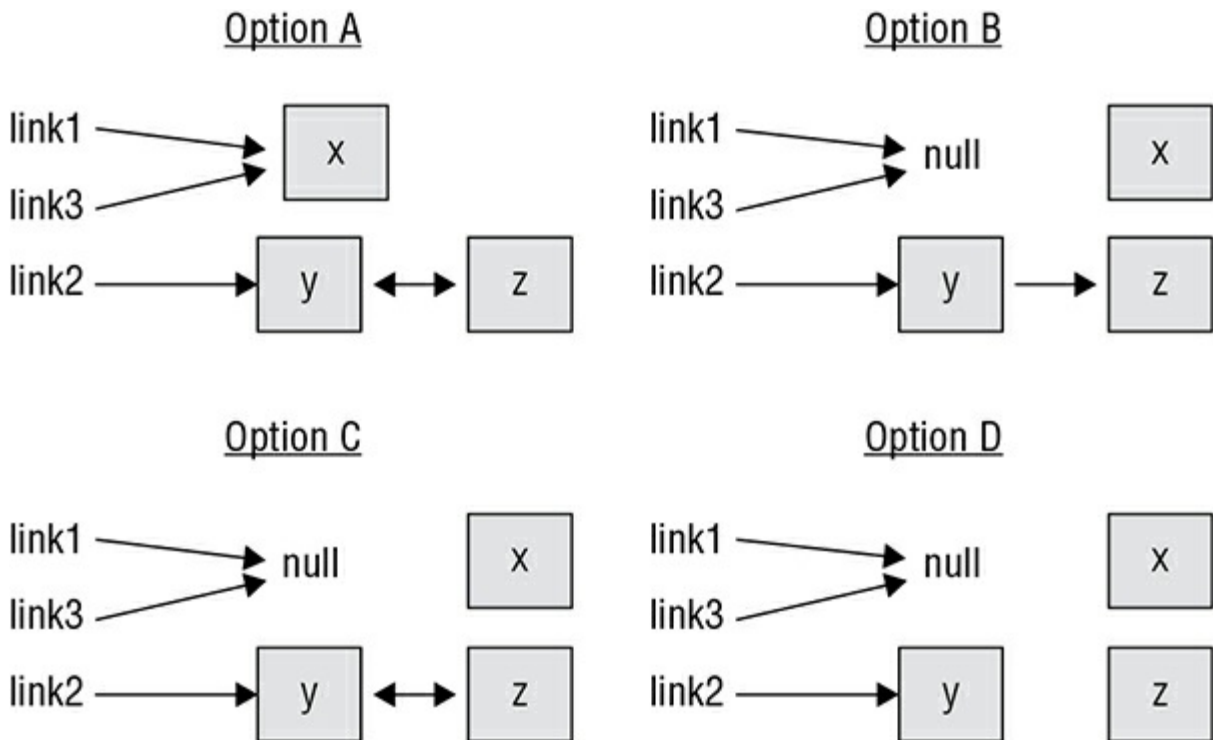 Option A
link1
x
link3
link2
y
z
Option B
link1
null
x
link3
link2
y
z
Option C
link1
null
x
link3
link2
y
z
Option D
link1
null
x
link3
link2
y
z